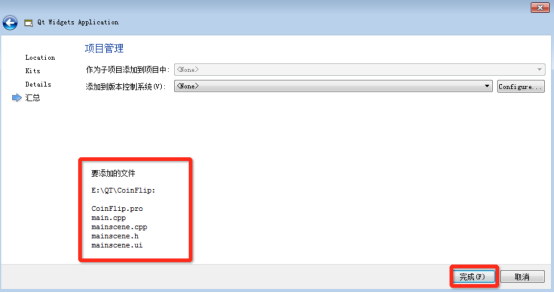 Qt Widgets Application
项目管理
Location
Kits
Details
汇总
作为子项目添加到项目中: <None>
添加到版本控制系统(V): <None> Configure...
要添加的文件
E:\QT\CoinFlip:
CoinFlip.pro
main.cpp
mainscene.cpp
mainscene.h
mainscene.ui
完成(F) 取消